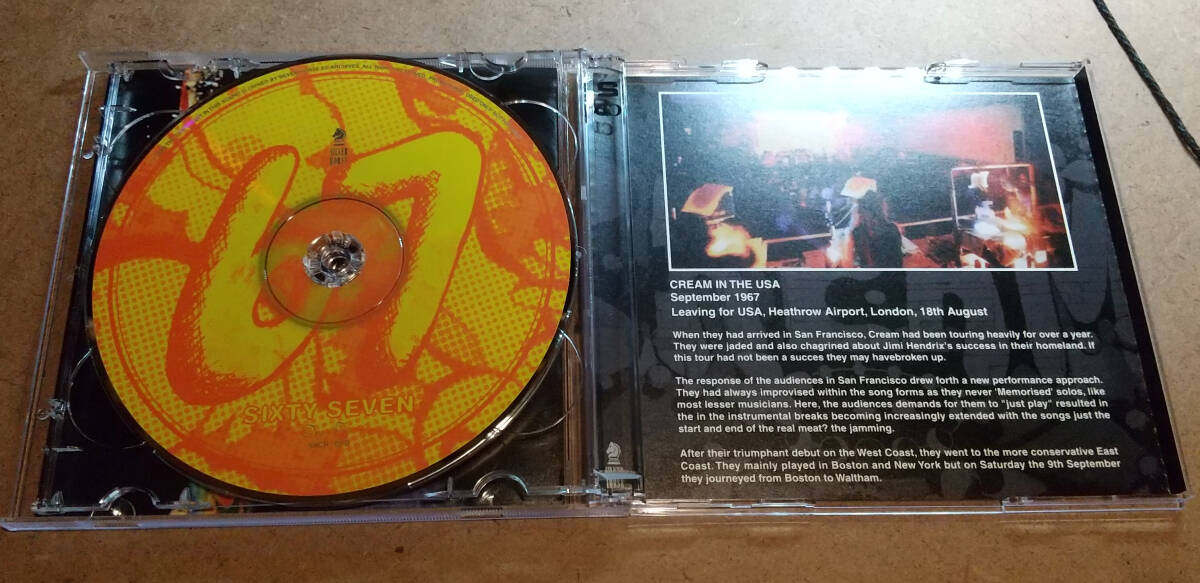 67
SILVER
HORSE
SIXTY SEVEN
CREAM IN THE USA
September 1967
Leaving for USA, Heathrow Airport, London, 18th August
When they had arrived in San Francisco, Cream had been touring heavily for over a year.
They were jaded and also chagrined about Jimi Hendrix's success in their homeland. If
this tour had not been a succes they may havebroken up.
The response of the audiences in San Francisco drew forth a new performance approach.
They had always improvised within the song forms as they never 'Memorised' solos, like
most lesser musicians. Here, the audiences demands for them to "just play" resulted in
the in the instrumental breaks becoming increasingly extended with the songs just the
start and end of the real meat? the jamming.
After their triumphant debut on the West Coast, they went to the more conservative East
Coast. They mainly played in Boston and New York but on Saturday the 9th September
they journeyed from Boston to Waltham.